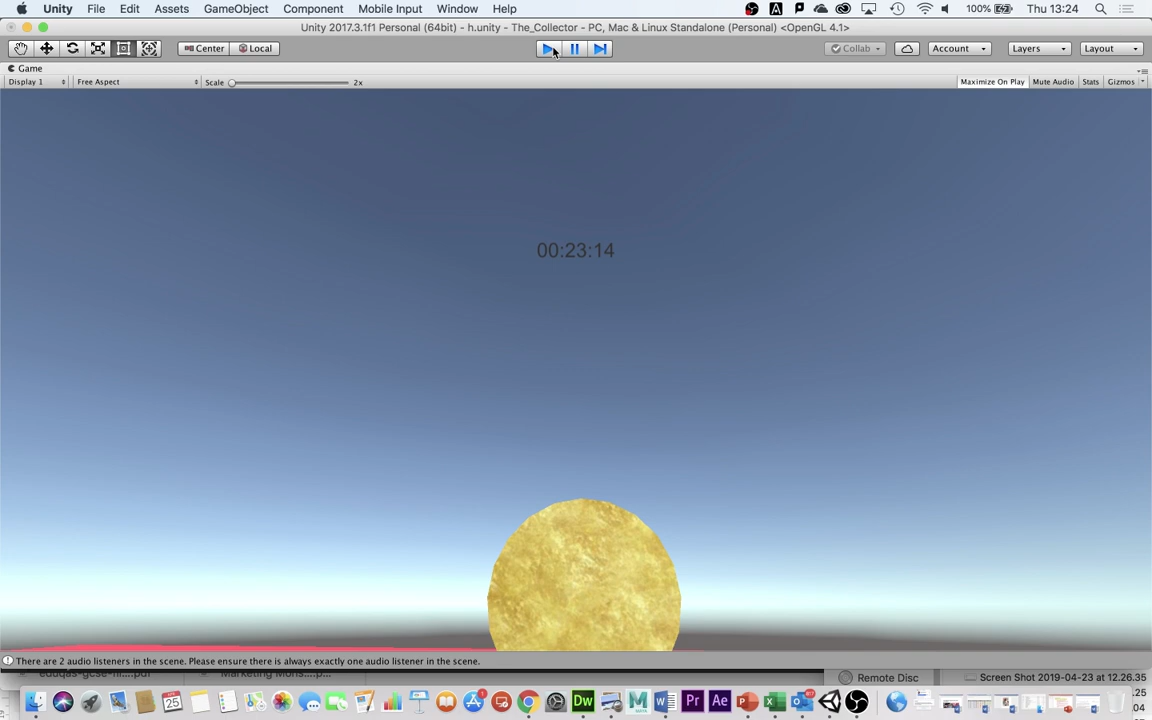 Unity File Edit Assets GameObject Component Mobile Input Window Help 100% Thu 13:24
Unity 2017.3.1f1 Personal (64bit) - h.unity - The_Collector - PC, Mac & Linux Standalone (Personal) <OpenGL 4.1>
Center Local Collab Account Layers Layout
Game
Display 1 Free Aspect Scale 2x Maximize On Play Mute Audio Stats Gizmos
00:23:14
There are 2 audio listeners in the scene. Please ensure there is always exactly one audio listener in the scene.
Remote Disc Screen Shot 2019-04-23 at 12.26.35